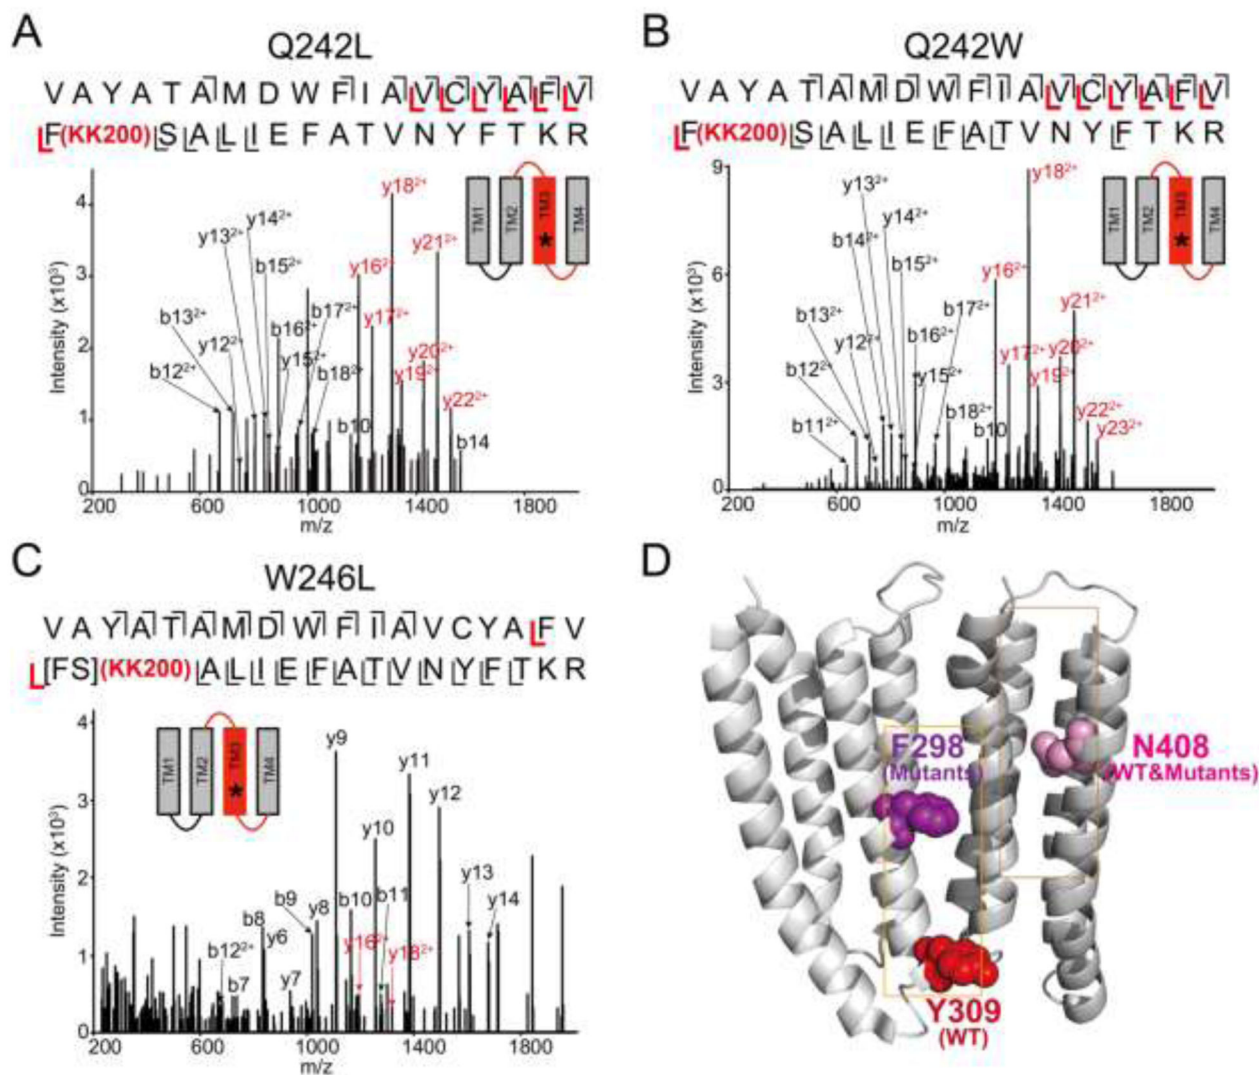 A
Q242L
V A Y A T A M D W F I A V C Y A F V
F(KK200) S A L I E F A T V N Y F T K R
Intensity (x10³)
4
3
2
1
0
200 600 1000 1400 1800
m/z
y18²⁺
y14²⁺
y13²⁺
y21²⁺
b15²⁺
y16²⁺
b17²⁺
b13²⁺
y17²⁺
b16²⁺
y12²⁺
y15²⁺
y20²⁺
b12²⁺
b18²⁺
y19²⁺
y22²⁺
b10
b14
TM1 TM2 TM3 TM4
*
B
Q242W
V A Y A T A M D W F I A V C Y A F V
F(KK200) S A L I E F A T V N Y F T K R
Intensity (x10³)
9
6
3
0
200 600 1000 1400 1800
m/z
y18²⁺
y13²⁺
y14²⁺
b14²⁺
b15²⁺
y16²⁺
y21²⁺
b13²⁺
b17²⁺
b16²⁺
y12²⁺
b12²⁺
y17²⁺
y20²⁺
y15²⁺
y19²⁺
b18²⁺
y22²⁺
b11²⁺
b10
y23²⁺
TM1 TM2 TM3 TM4
*
C
W246L
V A Y A T A M D W F I A V C Y A F V
[FS](KK200) A L I E F A T V N Y F T K R
Intensity (x10³)
4
3
2
1
0
200 600 1000 1400 1800
m/z
y9
y11
y12
y10
y13
y14
b9
b10
b11
b8
y8
y6
y16²⁺
y18²⁺
b12²⁺
b7
y7
TM1 TM2 TM3 TM4
*
D
F298
(Mutants)
N408
(WT&Mutants)
Y309
(WT)